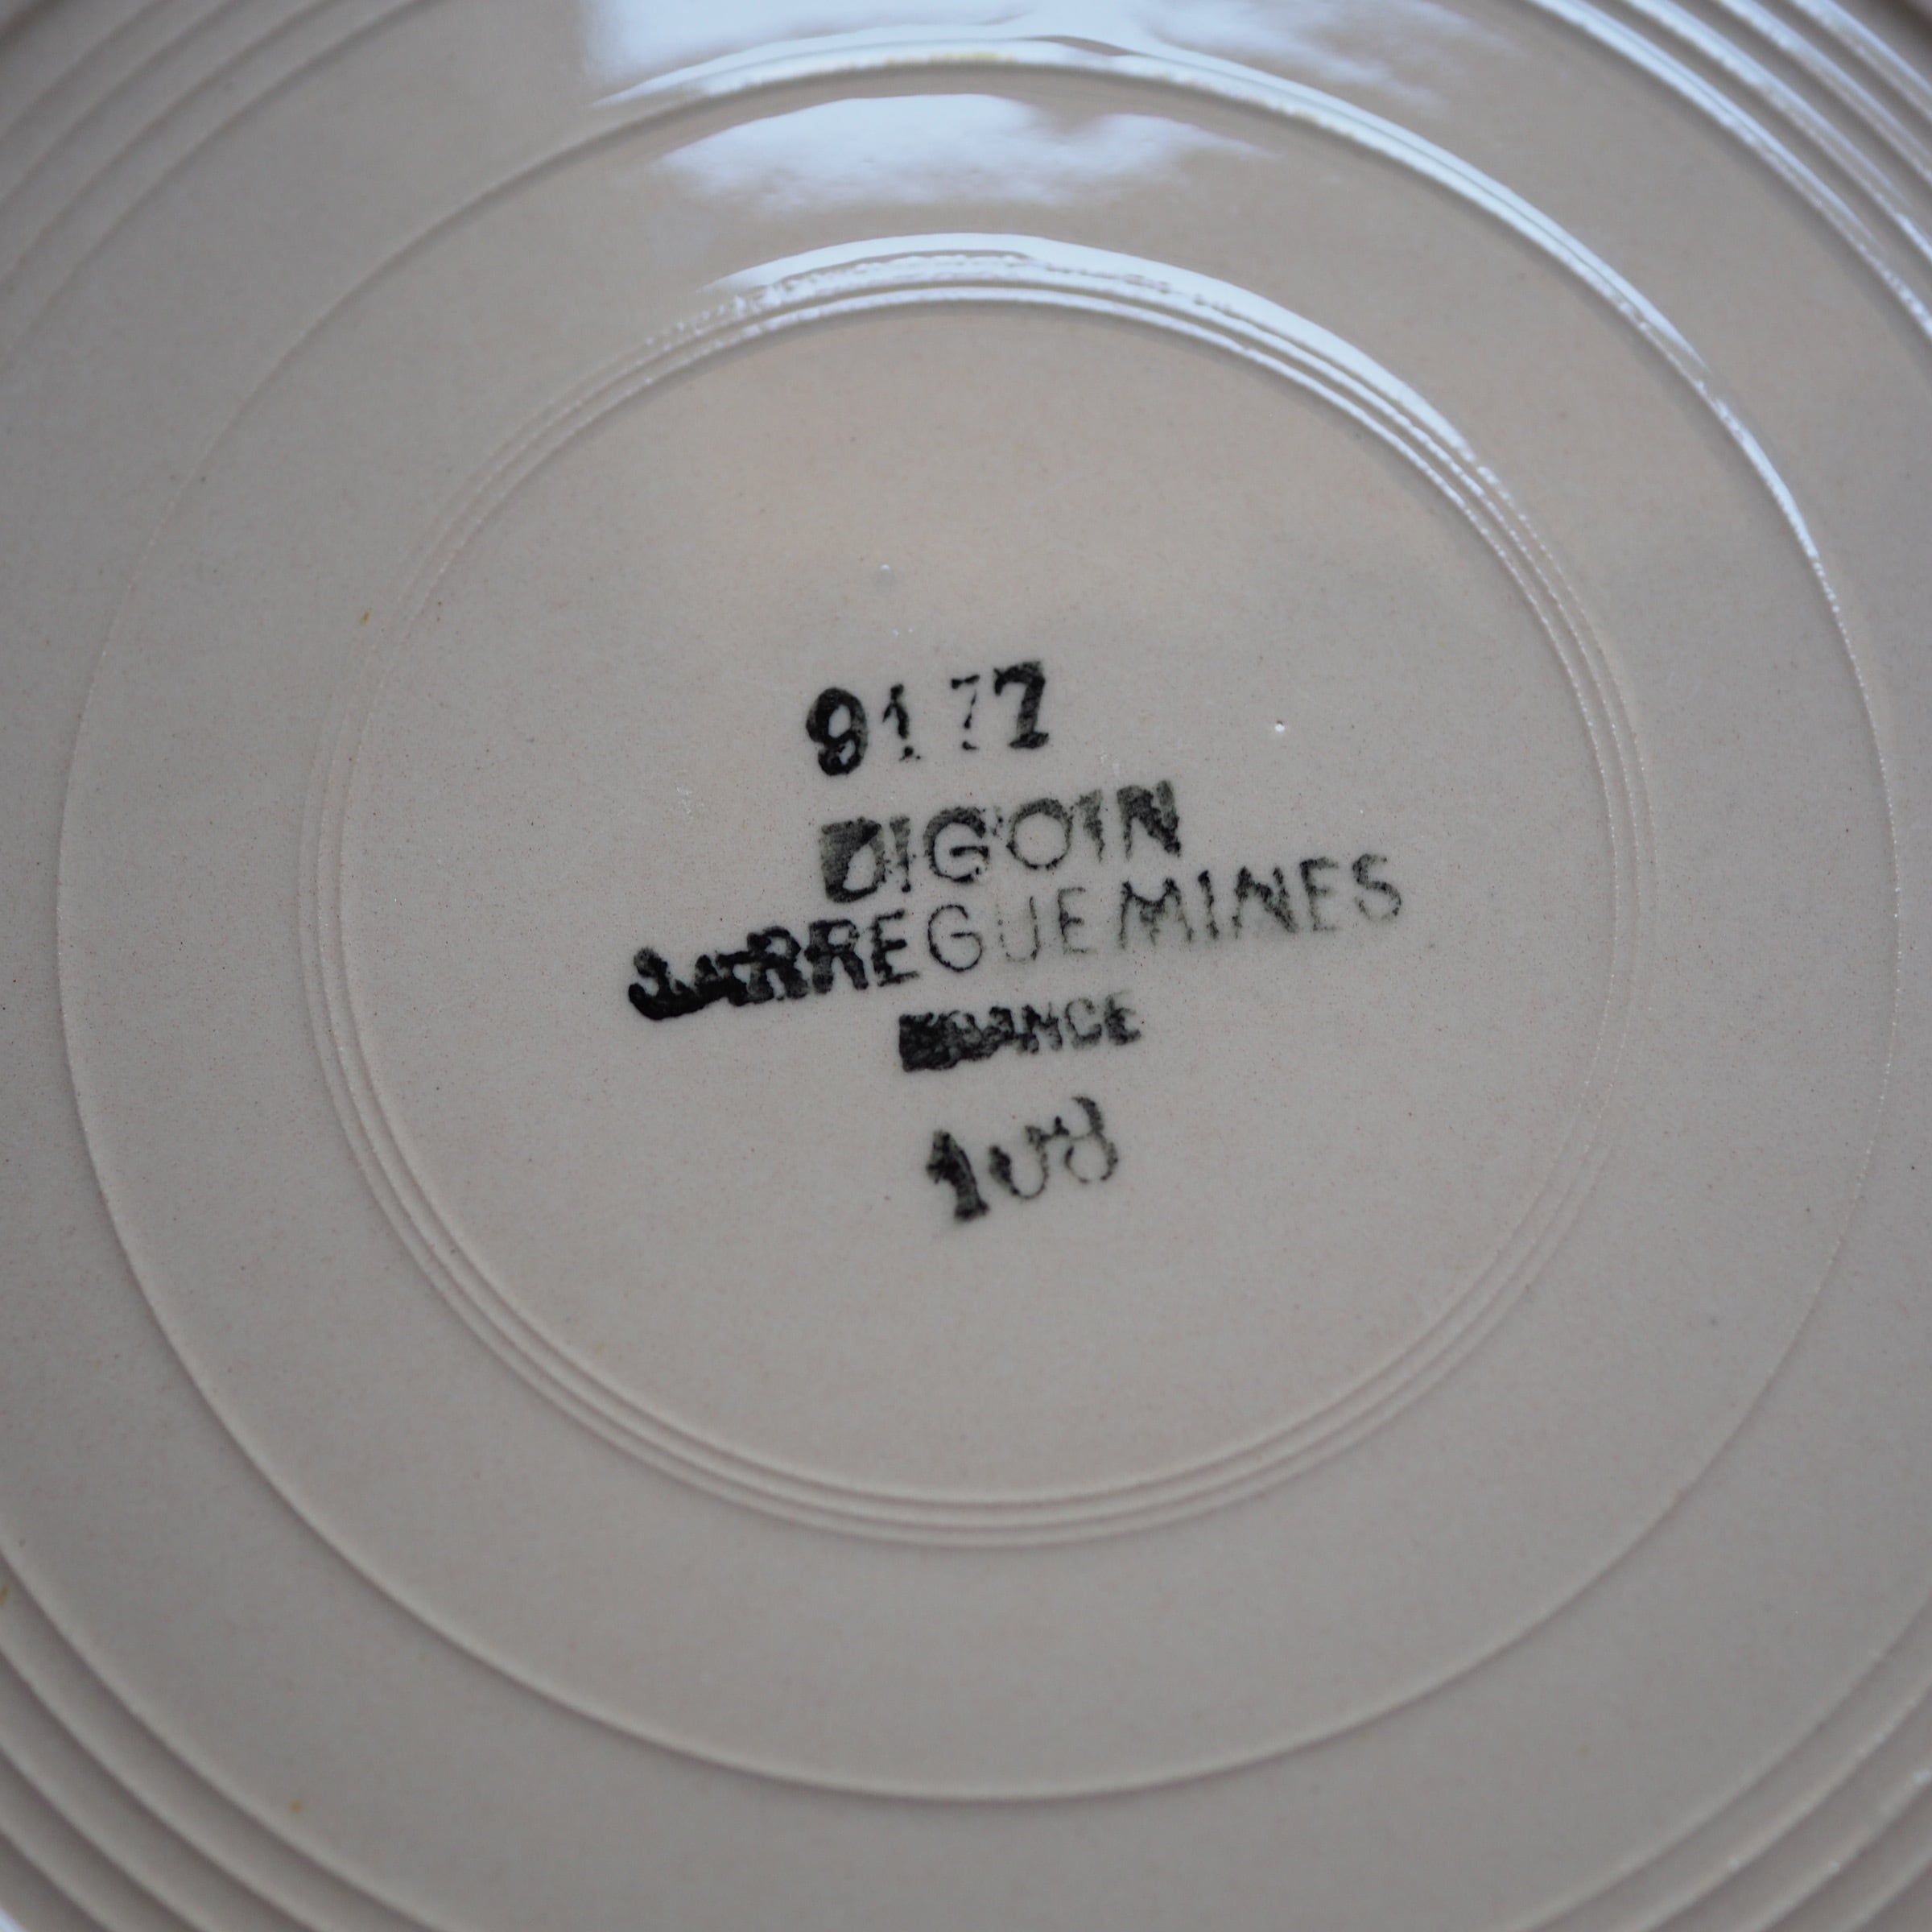 9177
DIGOIN
SARREGUEMINES
FRANCE
108